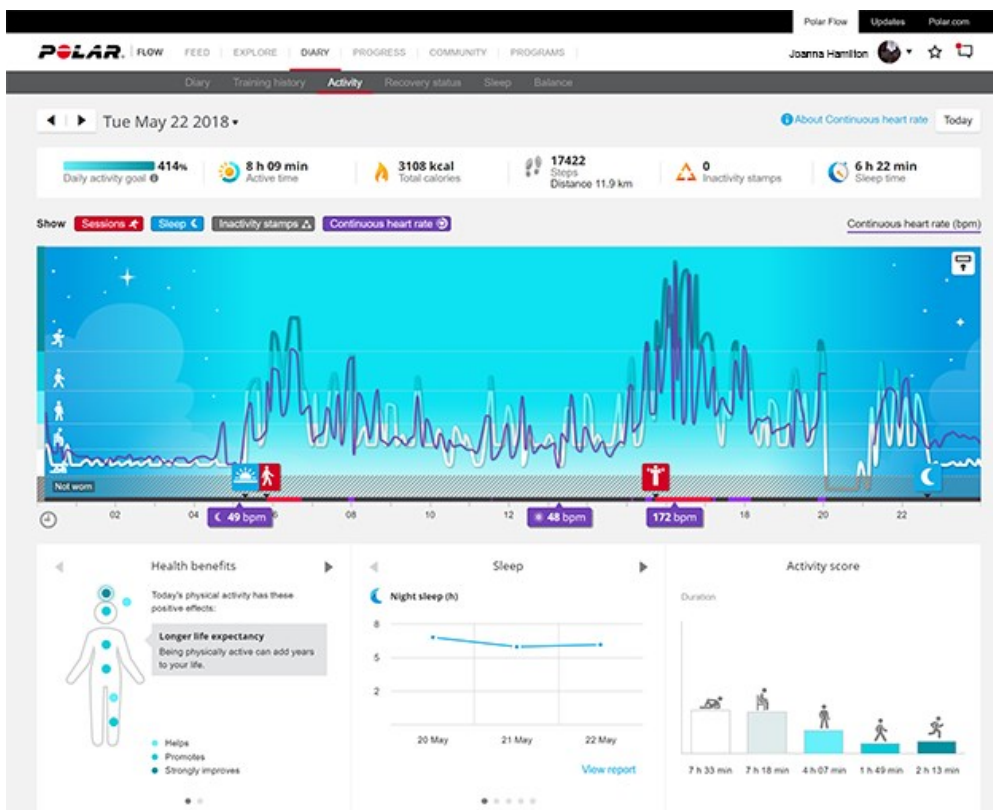 Polar Flow Updates Polar.com
POLAR. FLOW FEED EXPLORE DIARY PROGRESS COMMUNITY PROGRAMS Joanna Hamilton
Diary Training history Activity Recovery status Sleep Balance
Tue May 22 2018 About Continuous heart rate Today
414%
Daily activity goal
8 h 09 min
Active time
3108 kcal
Total calories
17422
Steps
Distance 11.9 km
0
Inactivity stamps
6 h 22 min
Sleep time
Show Sessions Sleep Inactivity stamps Continuous heart rate Continuous heart rate (bpm)
Not worn
02 04 6 08 10 12 18 20 22
49 bpm 48 bpm 172 bpm
Health benefits
Today's physical activity has these
positive effects:
Longer life expectancy
Being physically active can add years
to your life.
Helps
Promotes
Strongly improves
Sleep
Night sleep (h)
8
5
2
20 May 21 May 22 May
View report
Activity score
Duration
7 h 33 min 7 h 18 min 4 h 07 min 1 h 49 min 2 h 13 min